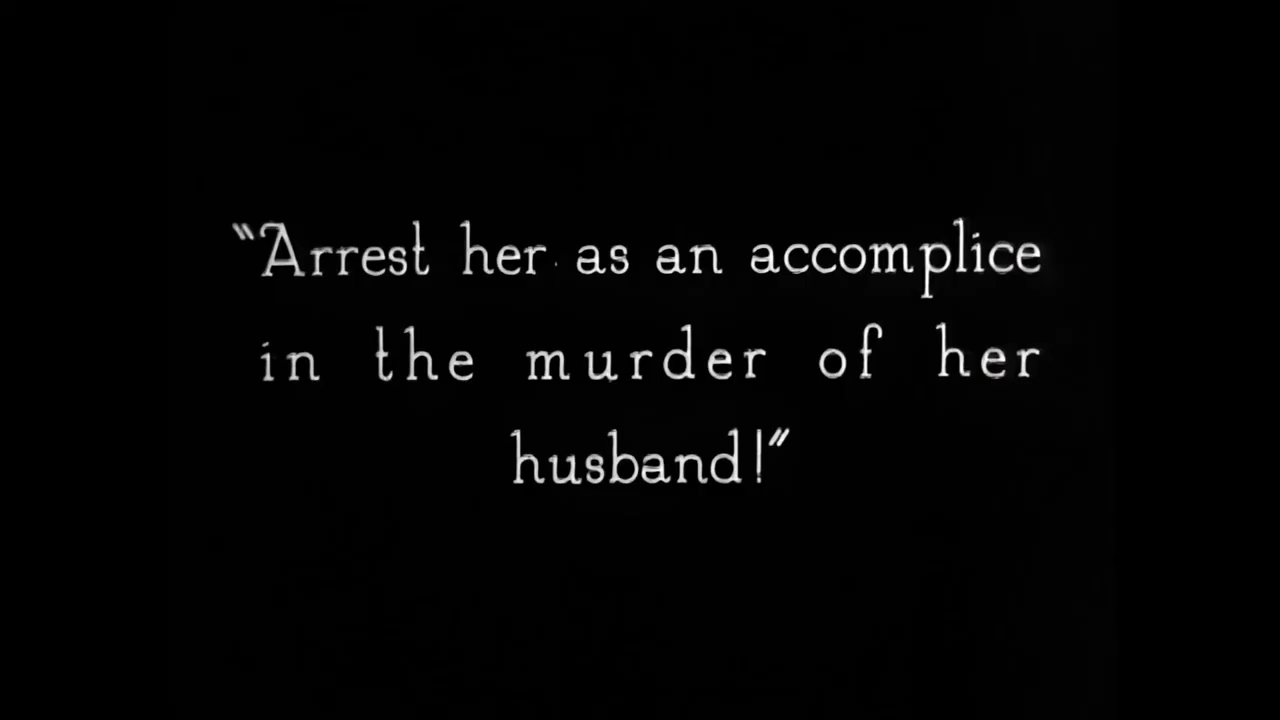 "Arrest her as an accomplice
in the murder of her
husband!"